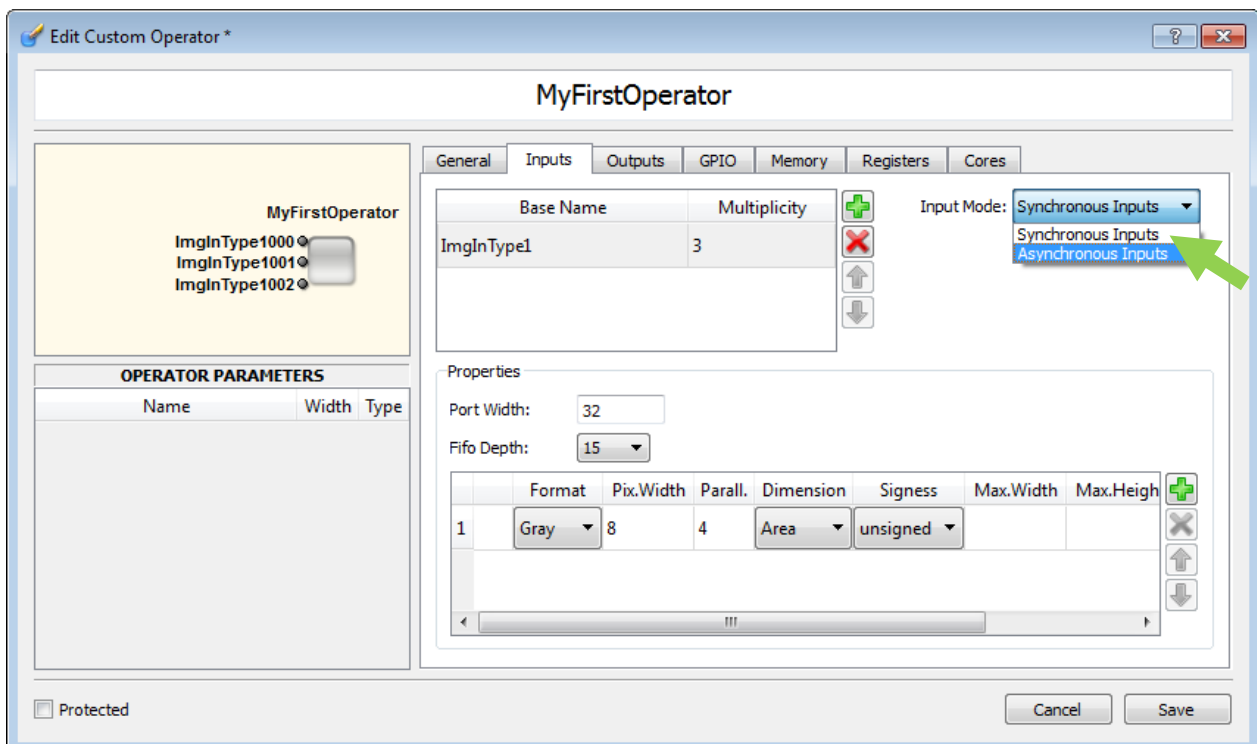 Edit Custom Operator *
MyFirstOperator
MyFirstOperator
ImgInType1000
ImgInType1001
ImgInType1002
OPERATOR PARAMETERS
Name Width Type
General Inputs Outputs GPIO Memory Registers Cores
Base Name Multiplicity
ImgInType1 3
Input Mode: Synchronous Inputs
Synchronous Inputs
Asynchronous Inputs
Properties
Port Width: 32
Fifo Depth: 15
Format Pix.Width Parall. Dimension Signess Max.Width Max.Heigh
1 Gray 8 4 Area unsigned
Protected
Cancel Save